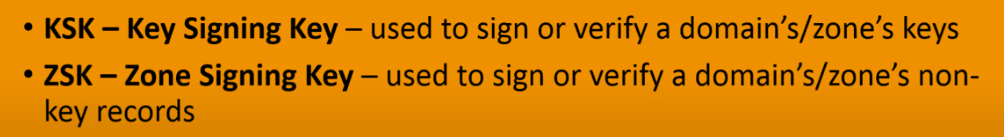 • KSK – Key Signing Key – used to sign or verify a domain’s/zone’s keys
• ZSK – Zone Signing Key – used to sign or verify a domain’s/zone’s non-
key records